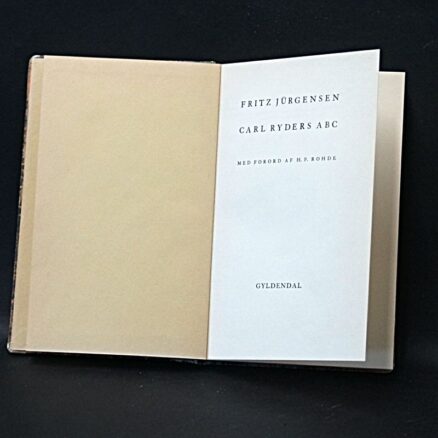 FRITZ JÜRGENSEN
CARL RYDERS ABC
MED FORORD AF H. P. ROHDE
GYLDENDAL